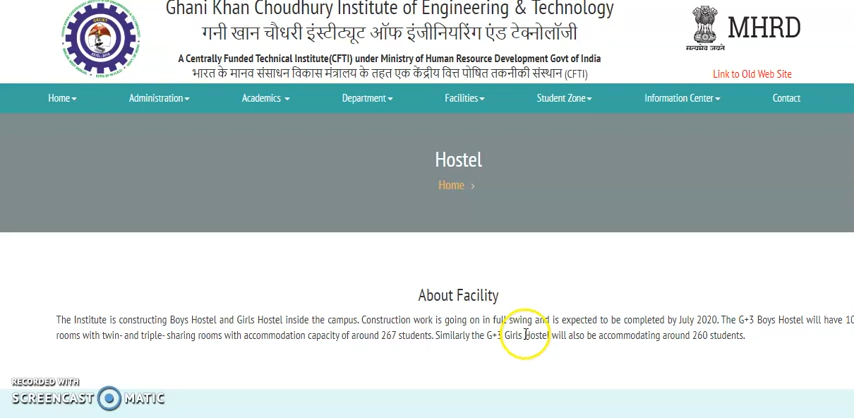 Ghani Khan Choudhury Institute of Engineering & Technology
गनी खान चौधरी इंस्टीट्यूट ऑफ इंजीनियरिंग एंड टेक्नोलॉजी
A Centrally Funded Technical Institute(CFTI) under Ministry of Human Resource Development Govt of India
भारत के मानव संसाधन विकास मंत्रालय के तहत एक केंद्रीय वित्त पोषित तकनीकी संस्थान (CFTI)
सत्यमेव जयते
MHRD
Link to Old Web Site
Home Administration Academics Department Facilities Student Zone Information Center Contact
Hostel
Home >
About Facility
The Institute is constructing Boys Hostel and Girls Hostel inside the campus. Construction work is going on in full swing and is expected to be completed by July 2020. The G+3 Boys Hostel will have 10
rooms with twin- and triple- sharing rooms with accommodation capacity of around 267 students. Similarly the G+3 Girls Hostel will also be accommodating around 260 students.
RECORDED WITH
SCREENCAST MATIC